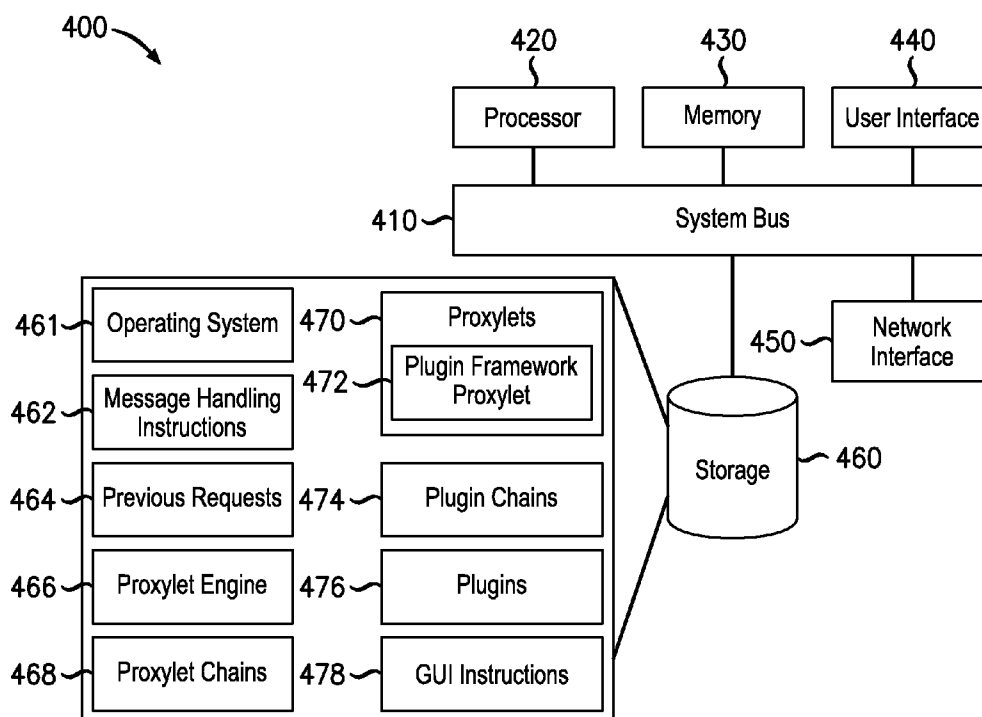 400
420
430
440
Processor
Memory
User Interface
410
System Bus
461
Operating System
470
Proxylets
450
Network
Interface
472
Plugin Framework
Proxylet
462
Message Handling
Instructions
Storage
460
464
Previous Requests
474
Plugin Chains
466
Proxylet Engine
476
Plugins
468
Proxylet Chains
478
GUI Instructions